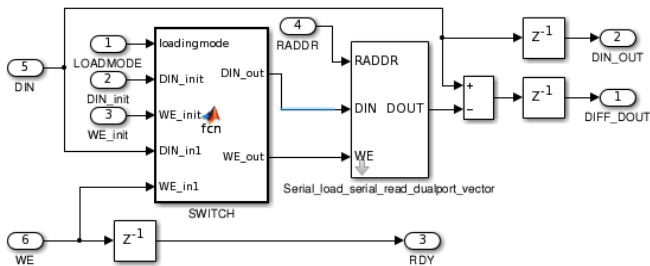 4
RADDR
1
LOADMODE
2
DIN_init
3
WE_init
5
DIN
6
WE
loadingmode
DIN_init
WE_init
DIN_in1
WE_in1
DIN_out
WE_out
fcn
SWITCH
RADDR
DIN DOUT
WE
Serial_load_serial_read_dualport_vector
+
−
Z-1
2
DIN_OUT
Z-1
1
DIFF_DOUT
Z-1
3
RDY